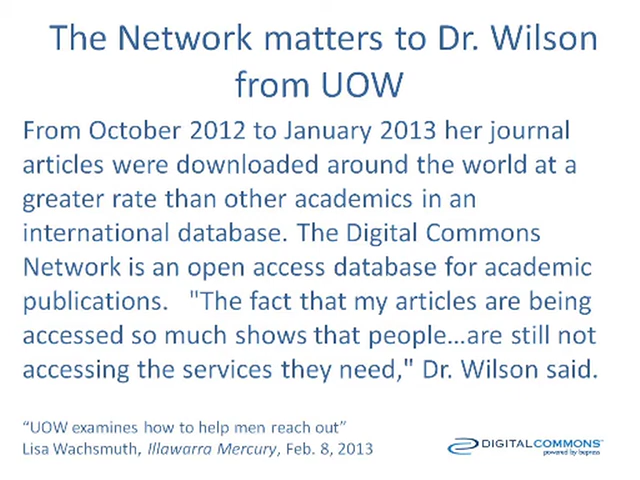 The Network matters to Dr. Wilson
from UOW
From October 2012 to January 2013 her journal
articles were downloaded around the world at a
greater rate than other academics in an
international database. The Digital Commons
Network is an open access database for academic
publications.   "The fact that my articles are being
accessed so much shows that people…are still not
accessing the services they need," Dr. Wilson said.
“UOW examines how to help men reach out”
Lisa Wachsmuth, Illawarra Mercury, Feb. 8, 2013
DIGITALCOMMONS™
powered by bepress